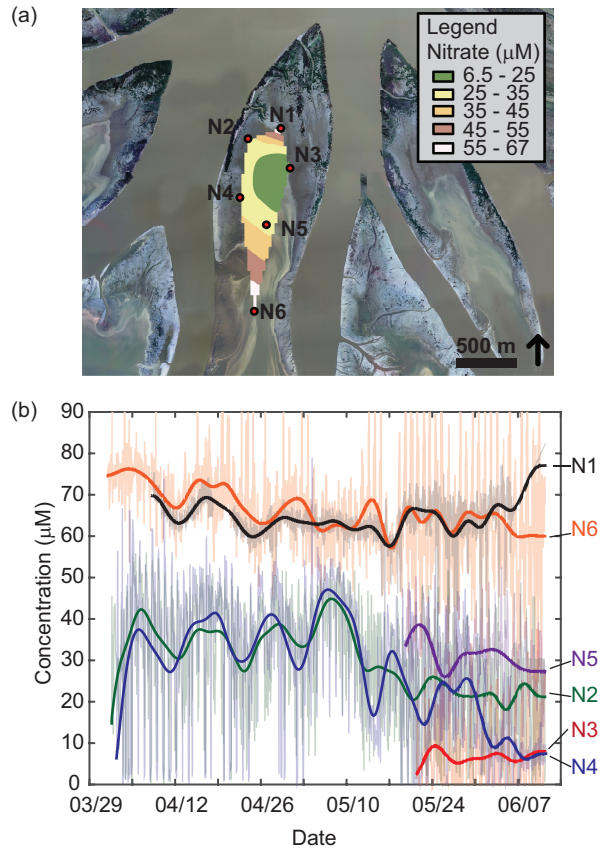 (a)
Legend
Nitrate (μM)
6.5 - 25
25 - 35
35 - 45
45 - 55
55 - 67
N1
N2
N3
N4
N5
N6
500 m
(b)
90
80
70
60
50
40
30
20
10
0
Concentration (μM)
N1
N6
N5
N2
N3
N4
03/29 04/12 04/26 05/10 05/24 06/07
Date